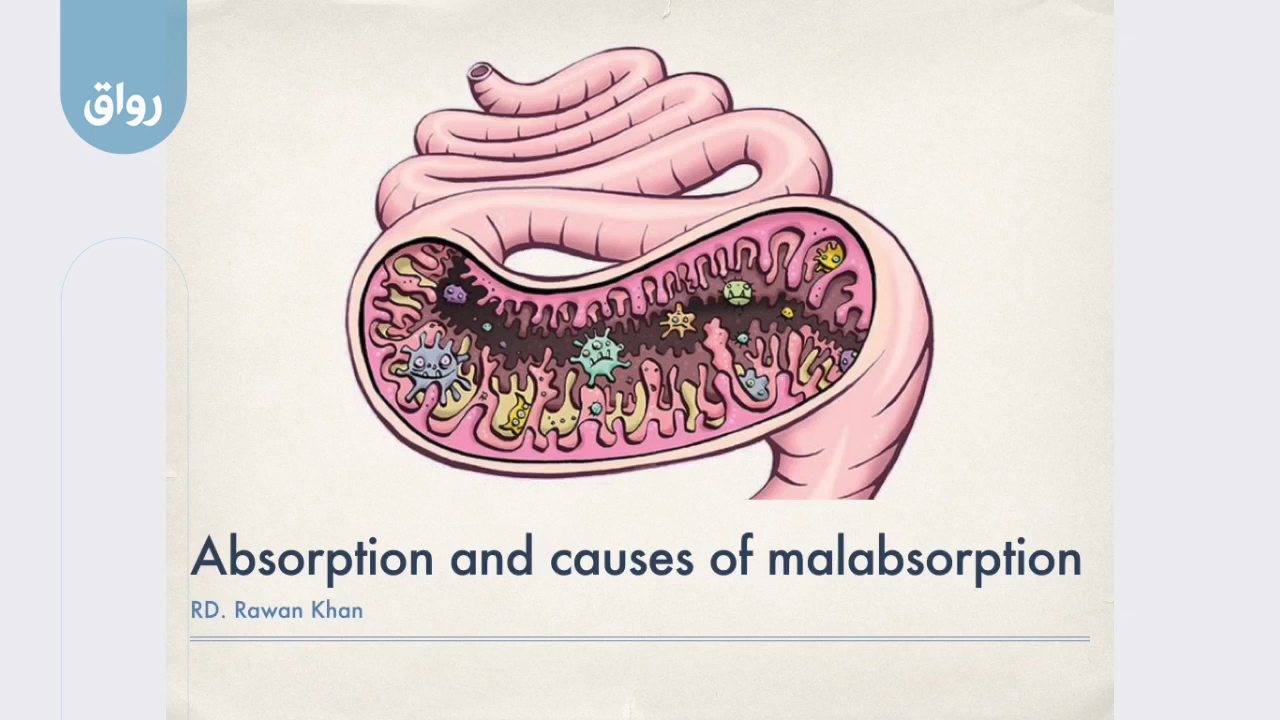 رواق
Absorption and causes of malabsorption
RD. Rawan Khan